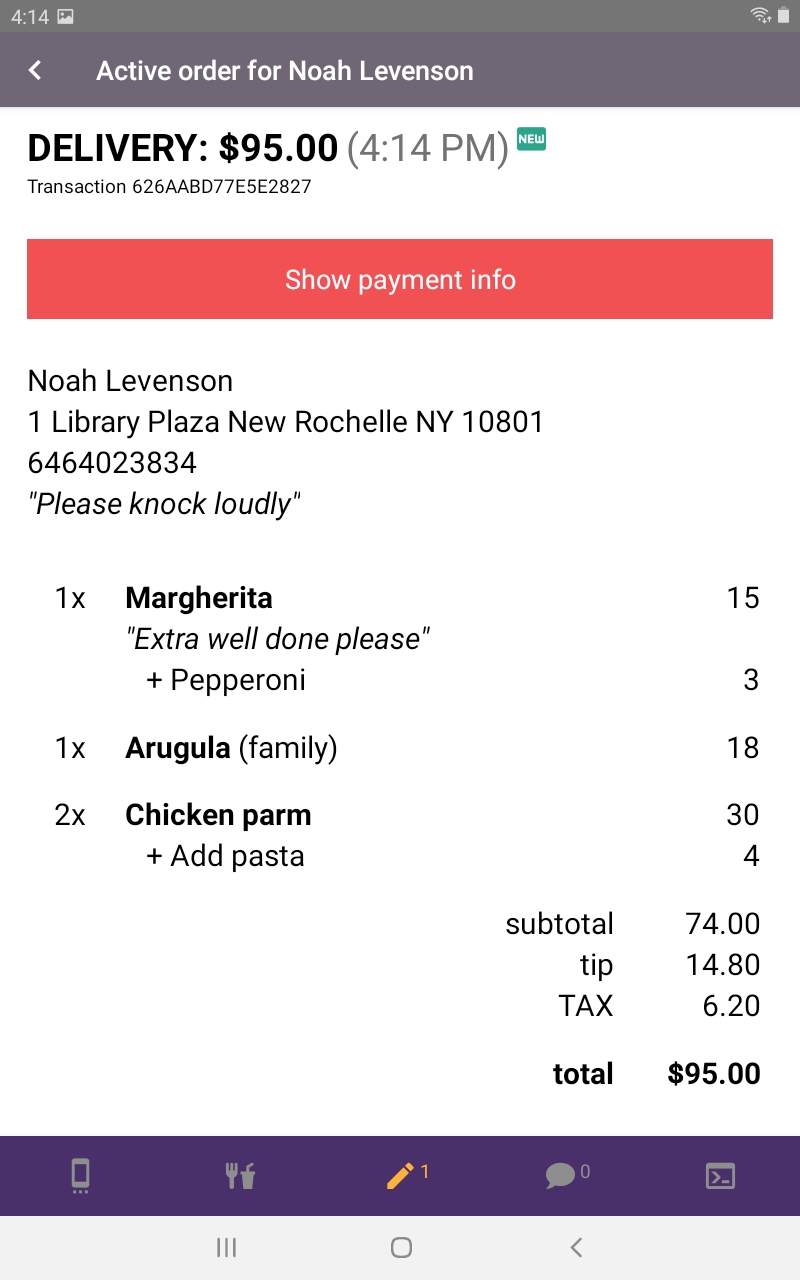 4:14
Active order for Noah Levenson
DELIVERY: $95.00 (4:14 PM) NEW
Transaction 626AABD77E5E2827
Show payment info
Noah Levenson
1 Library Plaza New Rochelle NY 10801
6464023834
"Please knock loudly"
1x Margherita 15
"Extra well done please"
+ Pepperoni 3
1x Arugula (family) 18
2x Chicken parm 30
+ Add pasta 4
subtotal 74.00
tip 14.80
TAX 6.20
total $95.00
1 0